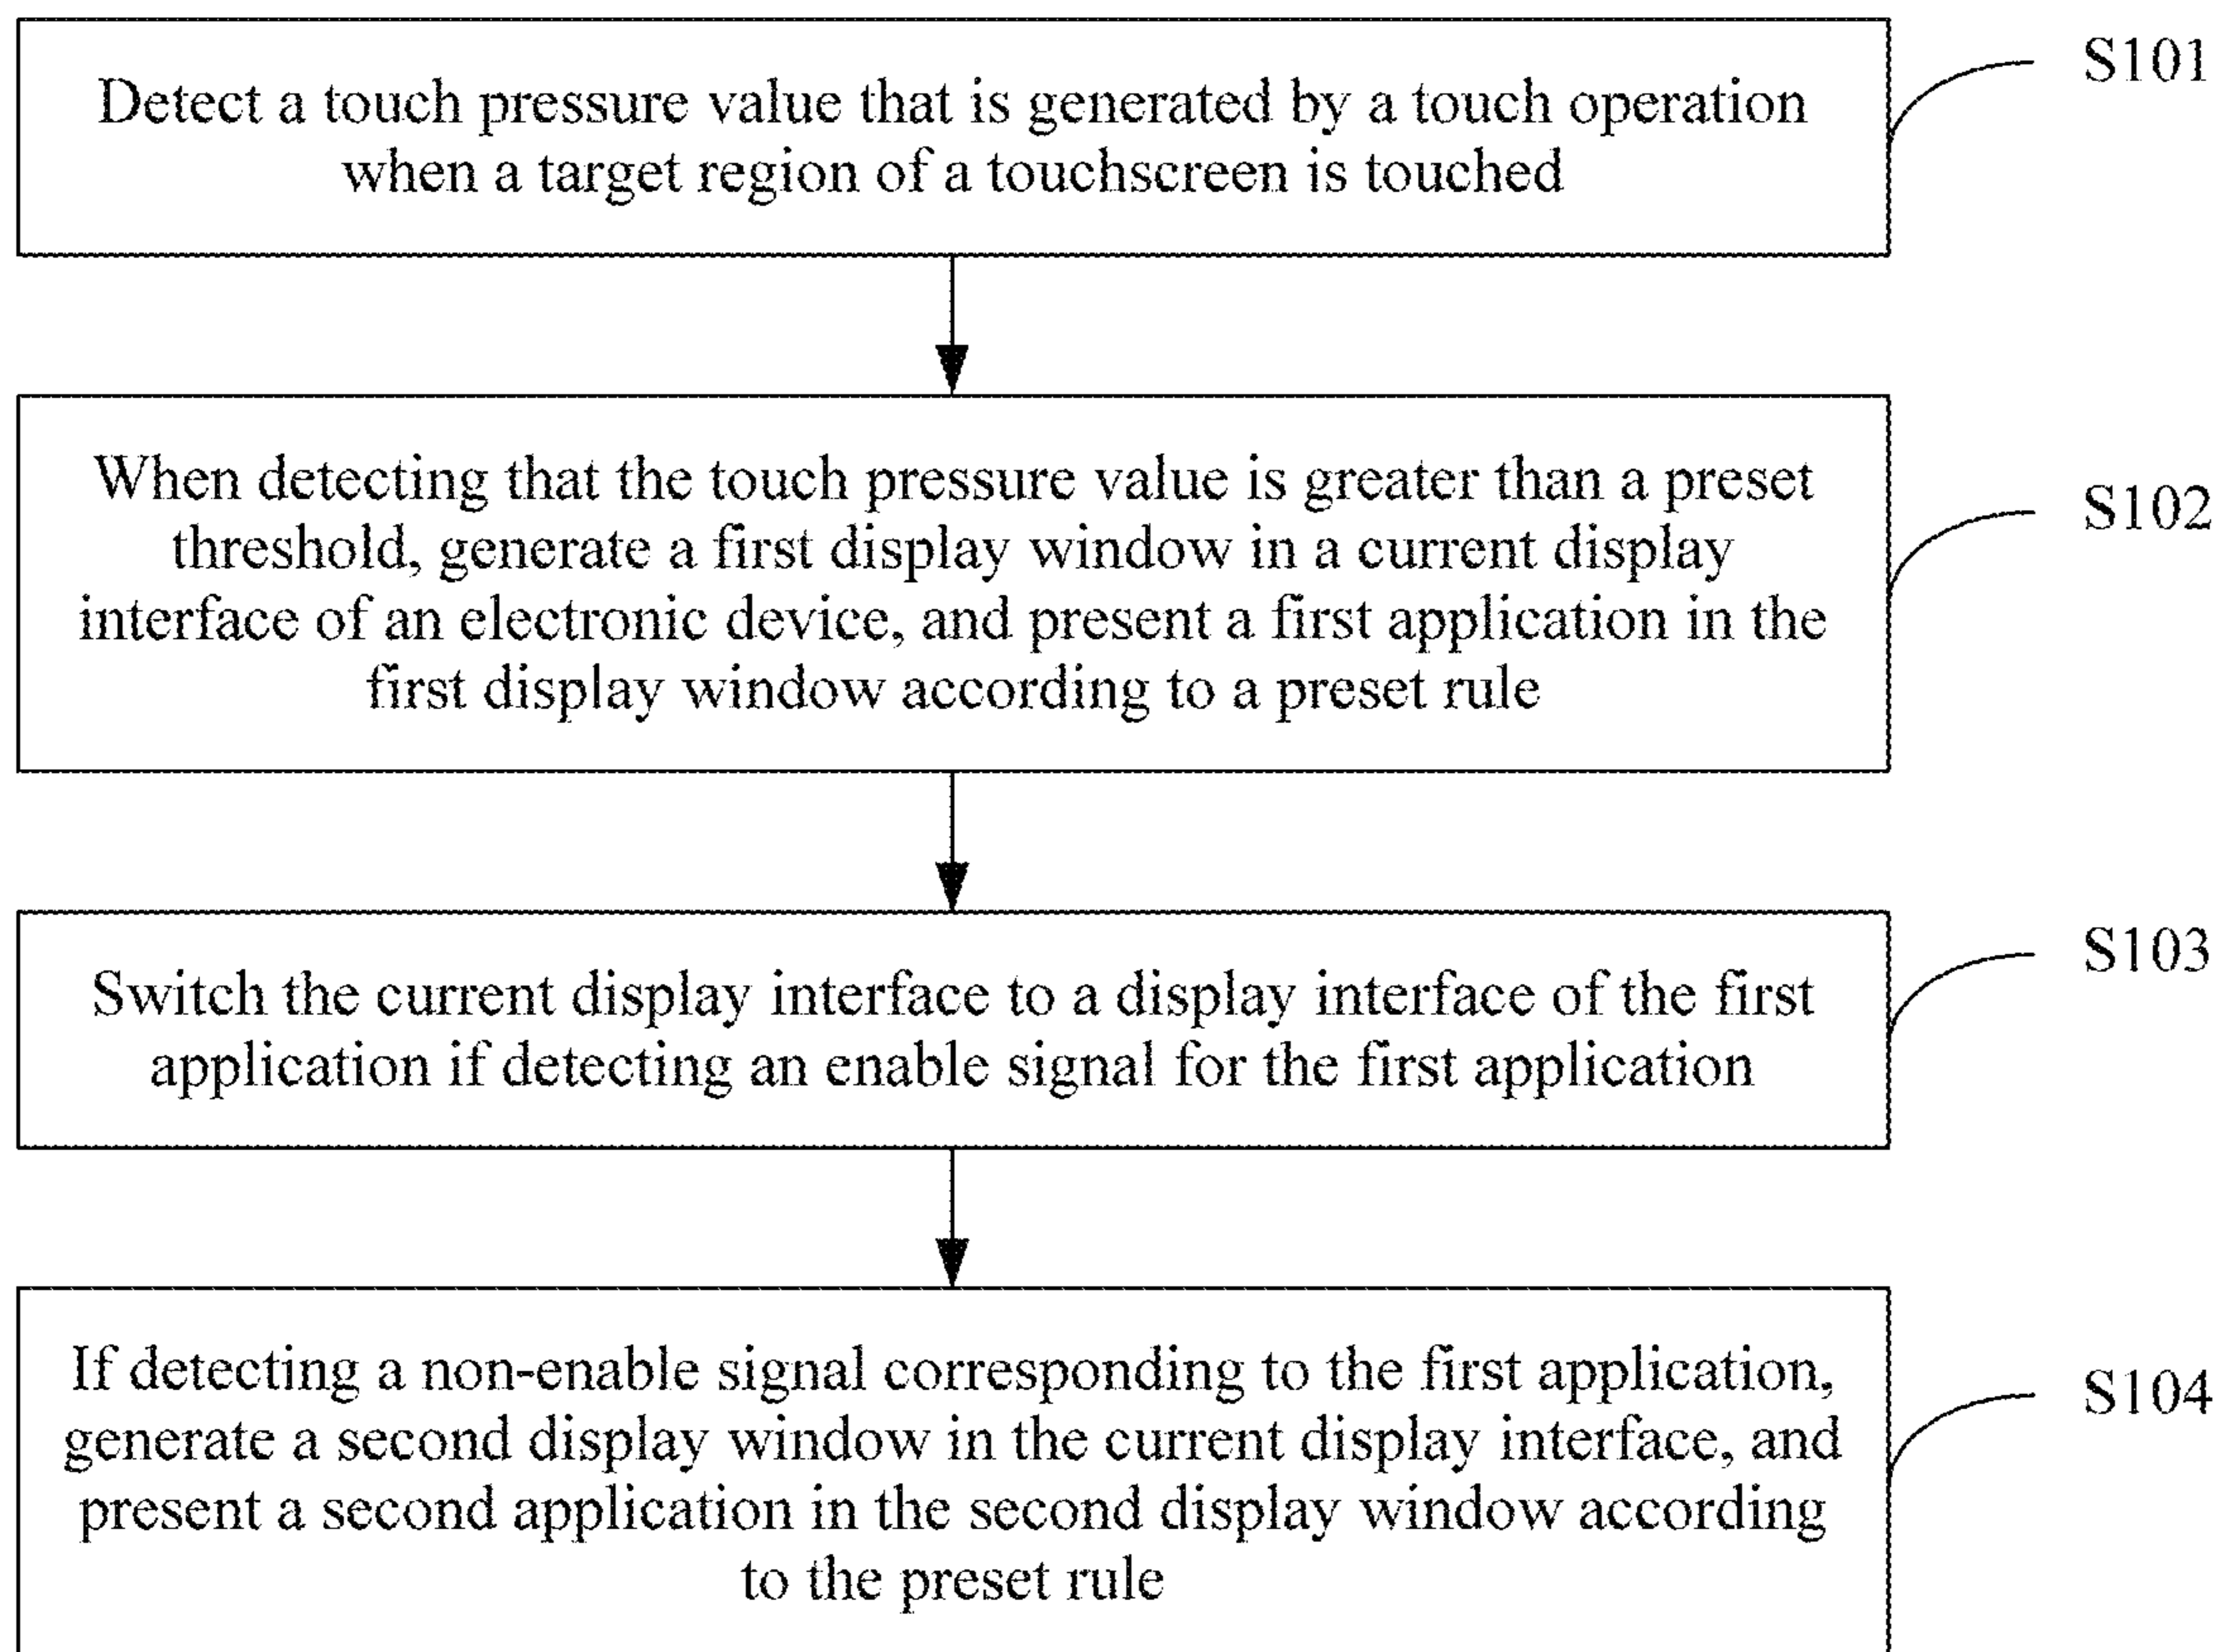 Detect a touch pressure value that is generated by a touch operation
when a target region of a touchscreen is touched
S101
When detecting that the touch pressure value is greater than a preset
threshold, generate a first display window in a current display
interface of an electronic device, and present a first application in the
first display window according to a preset rule
S102
Switch the current display interface to a display interface of the first
application if detecting an enable signal for the first application
S103
If detecting a non-enable signal corresponding to the first application,
generate a second display window in the current display interface, and
present a second application in the second display window according
to the preset rule
S104